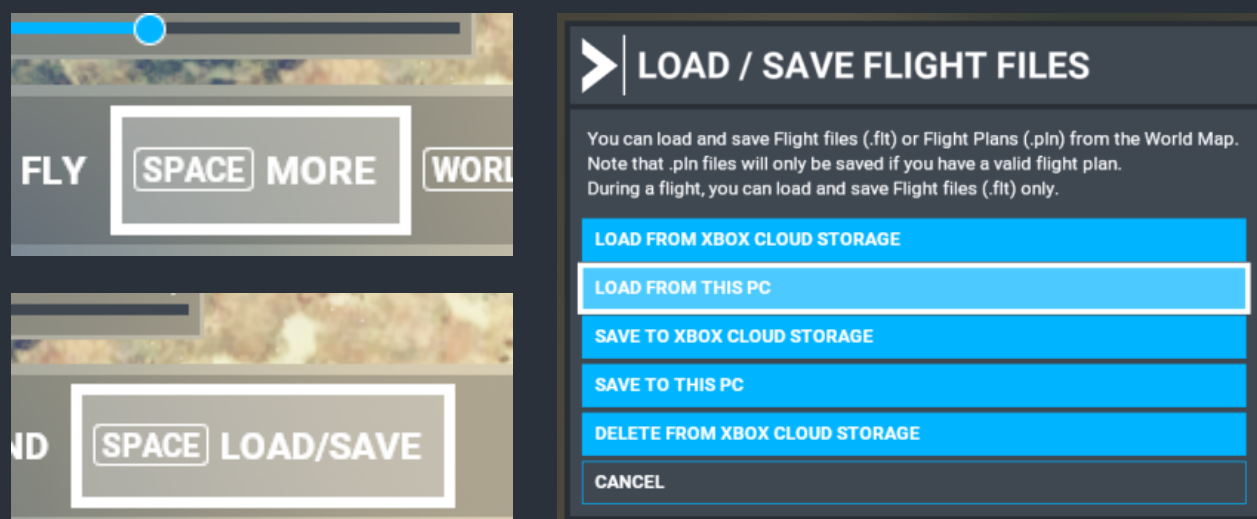 FLY SPACE MORE
SPACE LOAD/SAVE
LOAD / SAVE FLIGHT FILES
You can load and save Flight files (.flt) or Flight Plans (.pln) from the World Map.
Note that .pln files will only be saved if you have a valid flight plan.
During a flight, you can load and save Flight files (.flt) only.
LOAD FROM XBOX CLOUD STORAGE
LOAD FROM THIS PC
SAVE TO XBOX CLOUD STORAGE
SAVE TO THIS PC
DELETE FROM XBOX CLOUD STORAGE
CANCEL